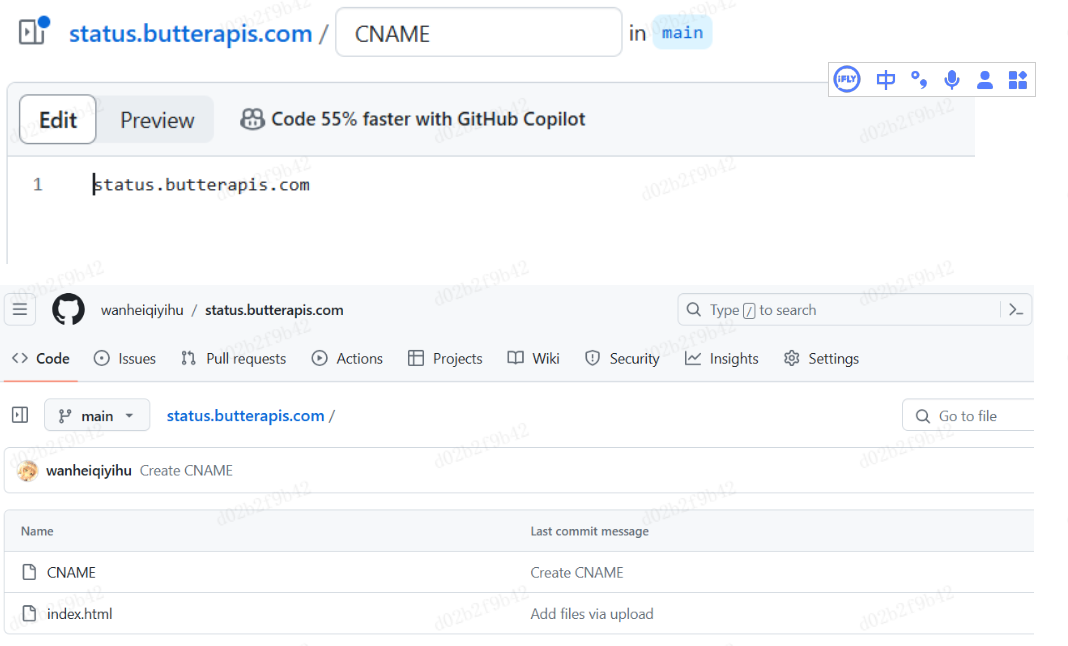 status.butterapis.com / CNAME in main
iFLY 中
Edit Preview Code 55% faster with GitHub Copilot
1 status.butterapis.com
wanheiqiyihu / status.butterapis.com Type / to search
Code Issues Pull requests Actions Projects Wiki Security Insights Settings
main status.butterapis.com / Go to file
wanheiqiyihu Create CNAME
Name Last commit message
CNAME Create CNAME
index.html Add files via upload
d02b2f9b42